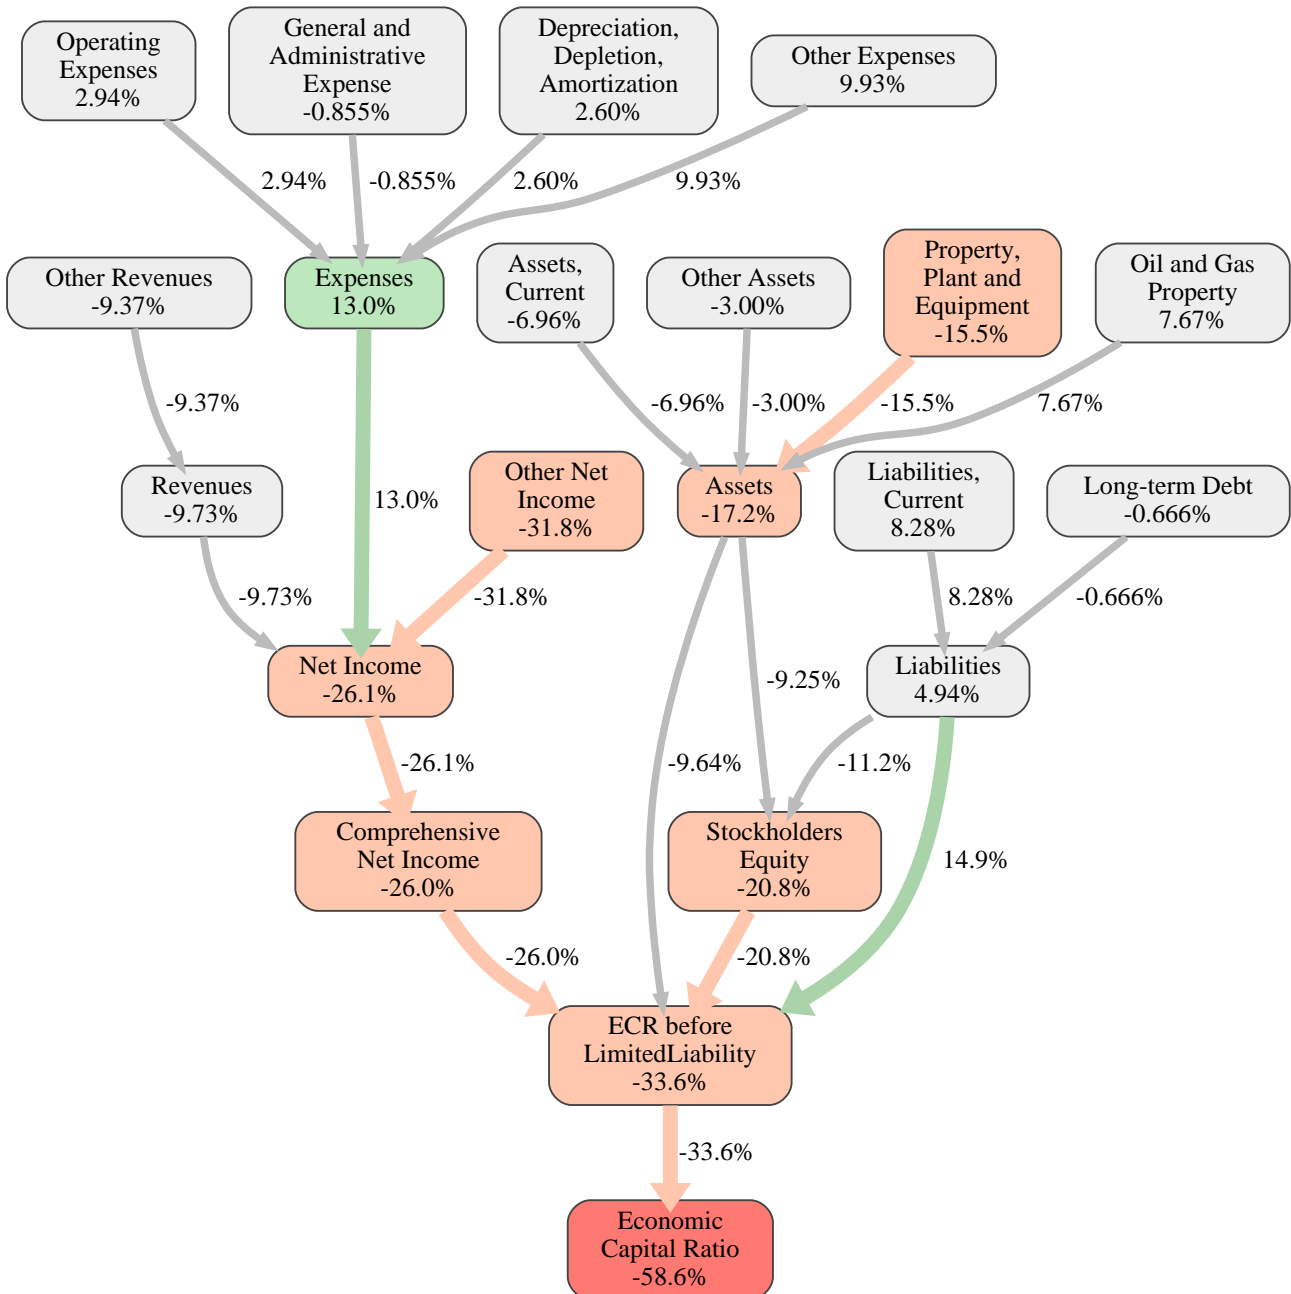 Operating
Expenses
2.94%
General and
Administrative
Expense
-0.855%
Depreciation,
Depletion,
Amortization
2.60%
Other Expenses
9.93%
2.94%
-0.855%
2.60%
9.93%
Other Revenues
-9.37%
Expenses
13.0%
Assets,
Current
-6.96%
Other Assets
-3.00%
Property,
Plant and
Equipment
-15.5%
Oil and Gas
Property
7.67%
-9.37%
-6.96%
-3.00%
-15.5%
7.67%
Revenues
-9.73%
13.0%
Other Net
Income
-31.8%
Assets
-17.2%
Liabilities,
Current
8.28%
Long-term Debt
-0.666%
-9.73%
-31.8%
8.28%
-0.666%
Net Income
-26.1%
-9.25%
Liabilities
4.94%
-26.1%
-9.64%
-11.2%
Comprehensive
Net Income
-26.0%
Stockholders
Equity
-20.8%
14.9%
-26.0%
-20.8%
ECR before
LimitedLiability
-33.6%
-33.6%
Economic
Capital Ratio
-58.6%